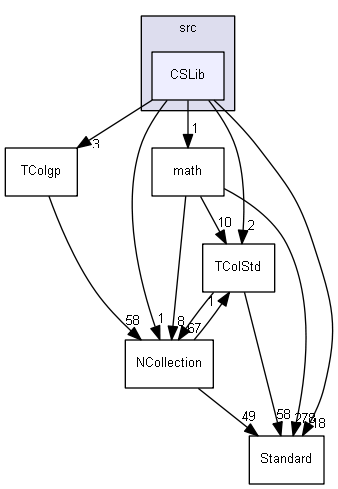 src
CSLib
3
1
TColgp
math
10
2
TColStd
58
1
8
67
1
NCollection
49
58
278
18
Standard